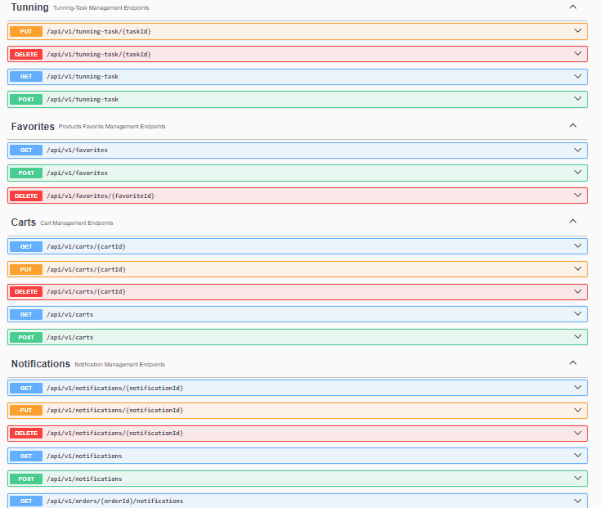 Tunning Tunning-Task Management Endpoints
PUT /api/v1/tunning-task/{taskId}
DELETE /api/v1/tunning-task/{taskId}
GET /api/v1/tunning-task
POST /api/v1/tunning-task
Favorites Products Favorite Management Endpoints
GET /api/v1/favorites
POST /api/v1/favorites
DELETE /api/v1/favorites/{favoriteId}
Carts Cart Management Endpoints
GET /api/v1/carts/{cartId}
PUT /api/v1/carts/{cartId}
DELETE /api/v1/carts/{cartId}
GET /api/v1/carts
POST /api/v1/carts
Notifications Notification Management Endpoints
GET /api/v1/notifications/{notificationId}
PUT /api/v1/notifications/{notificationId}
DELETE /api/v1/notifications/{notificationId}
GET /api/v1/notifications
POST /api/v1/notifications
GET /api/v1/orders/{orderId}/notifications